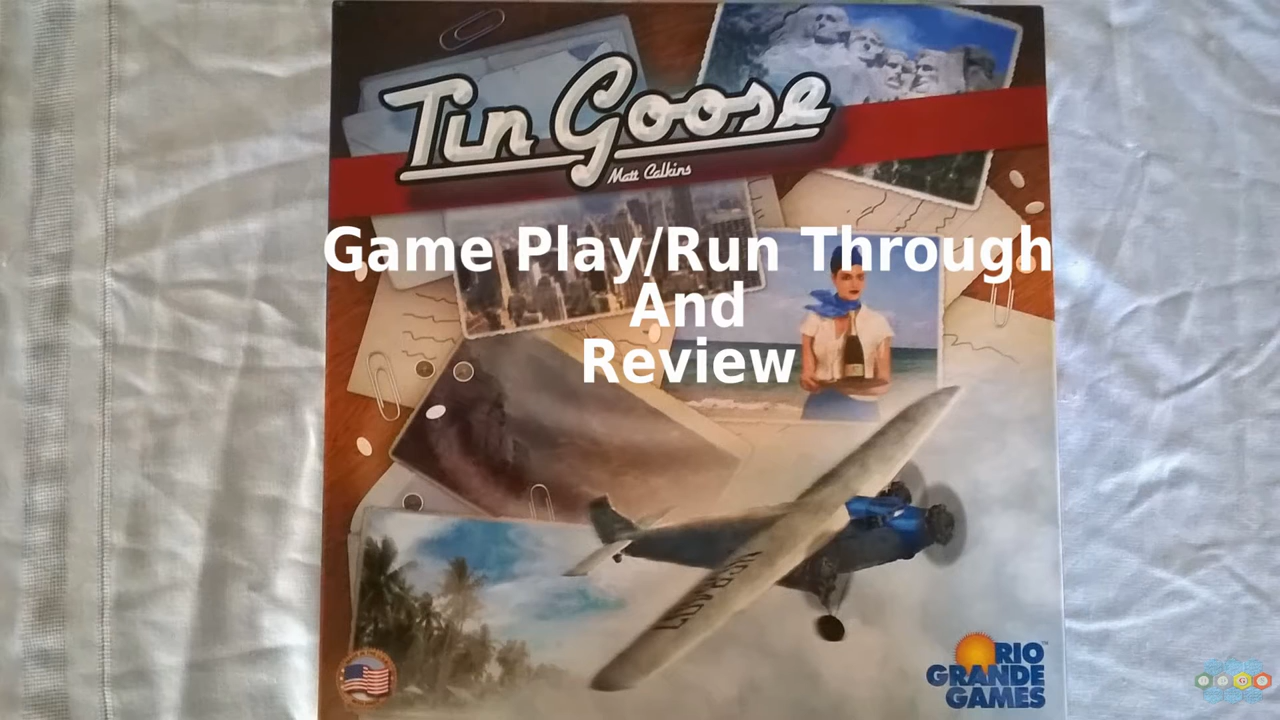 Tin Goose
Matt Calkins
Game Play/Run Through
And
Review
RIO
GRANDE
GAMES